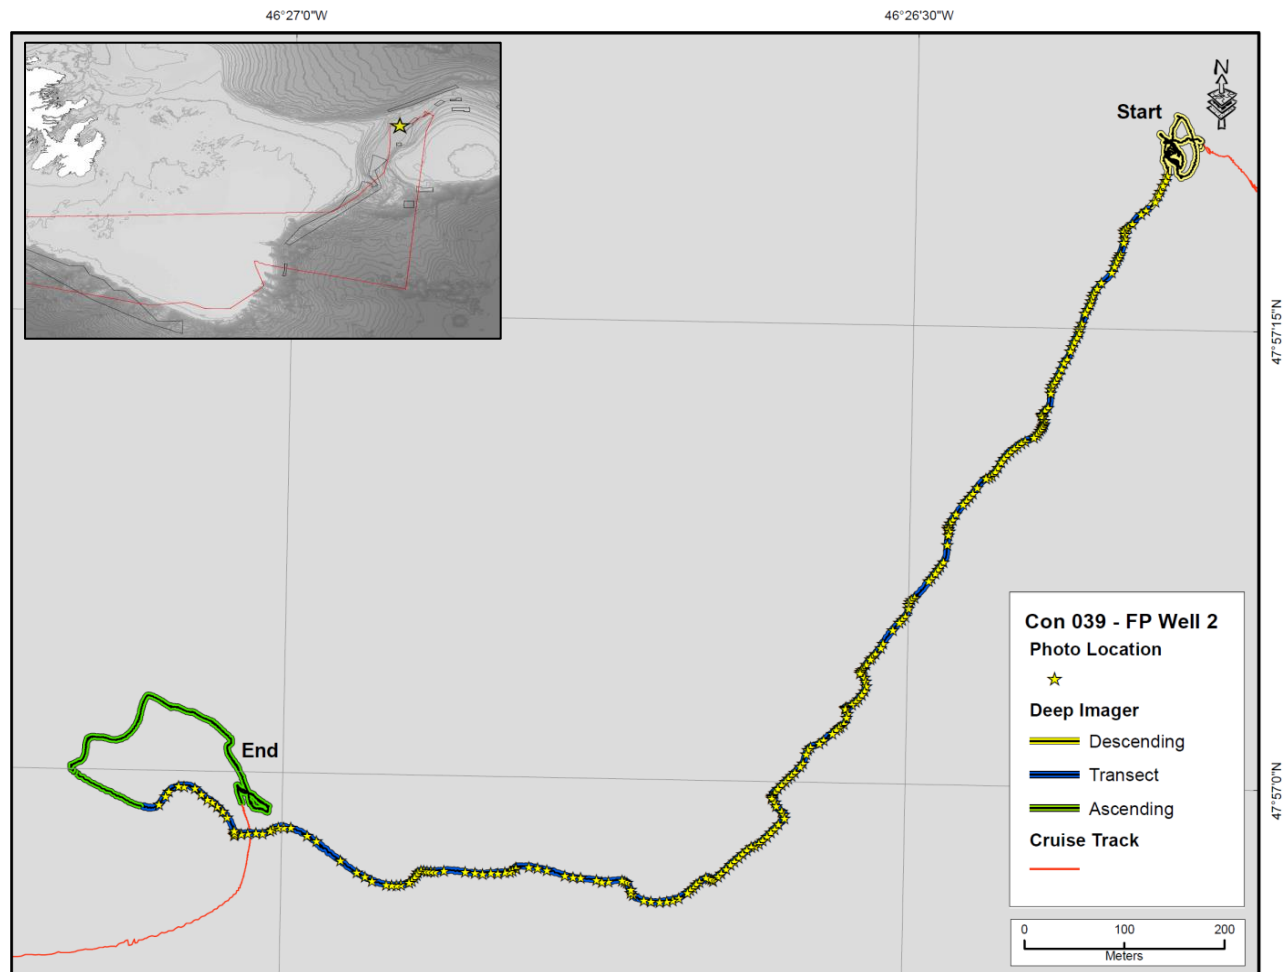 46°27'0"W
46°26'30"W
N
Start
47°57'15"N
End
47°57'0"N
Con 039 - FP Well 2
Photo Location
Deep Imager
Descending
Transect
Ascending
Cruise Track
0 100 200
Meters